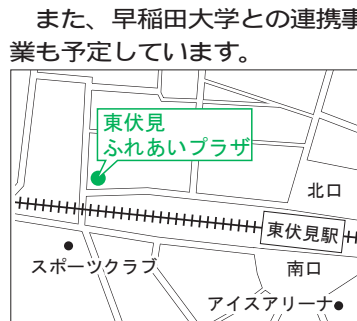 また、早稲田大学との連携事
業も予定しています。
東伏見
ふれあいプラザ
北口
東伏見駅
スポーツクラブ
南口
アイスアリーナ